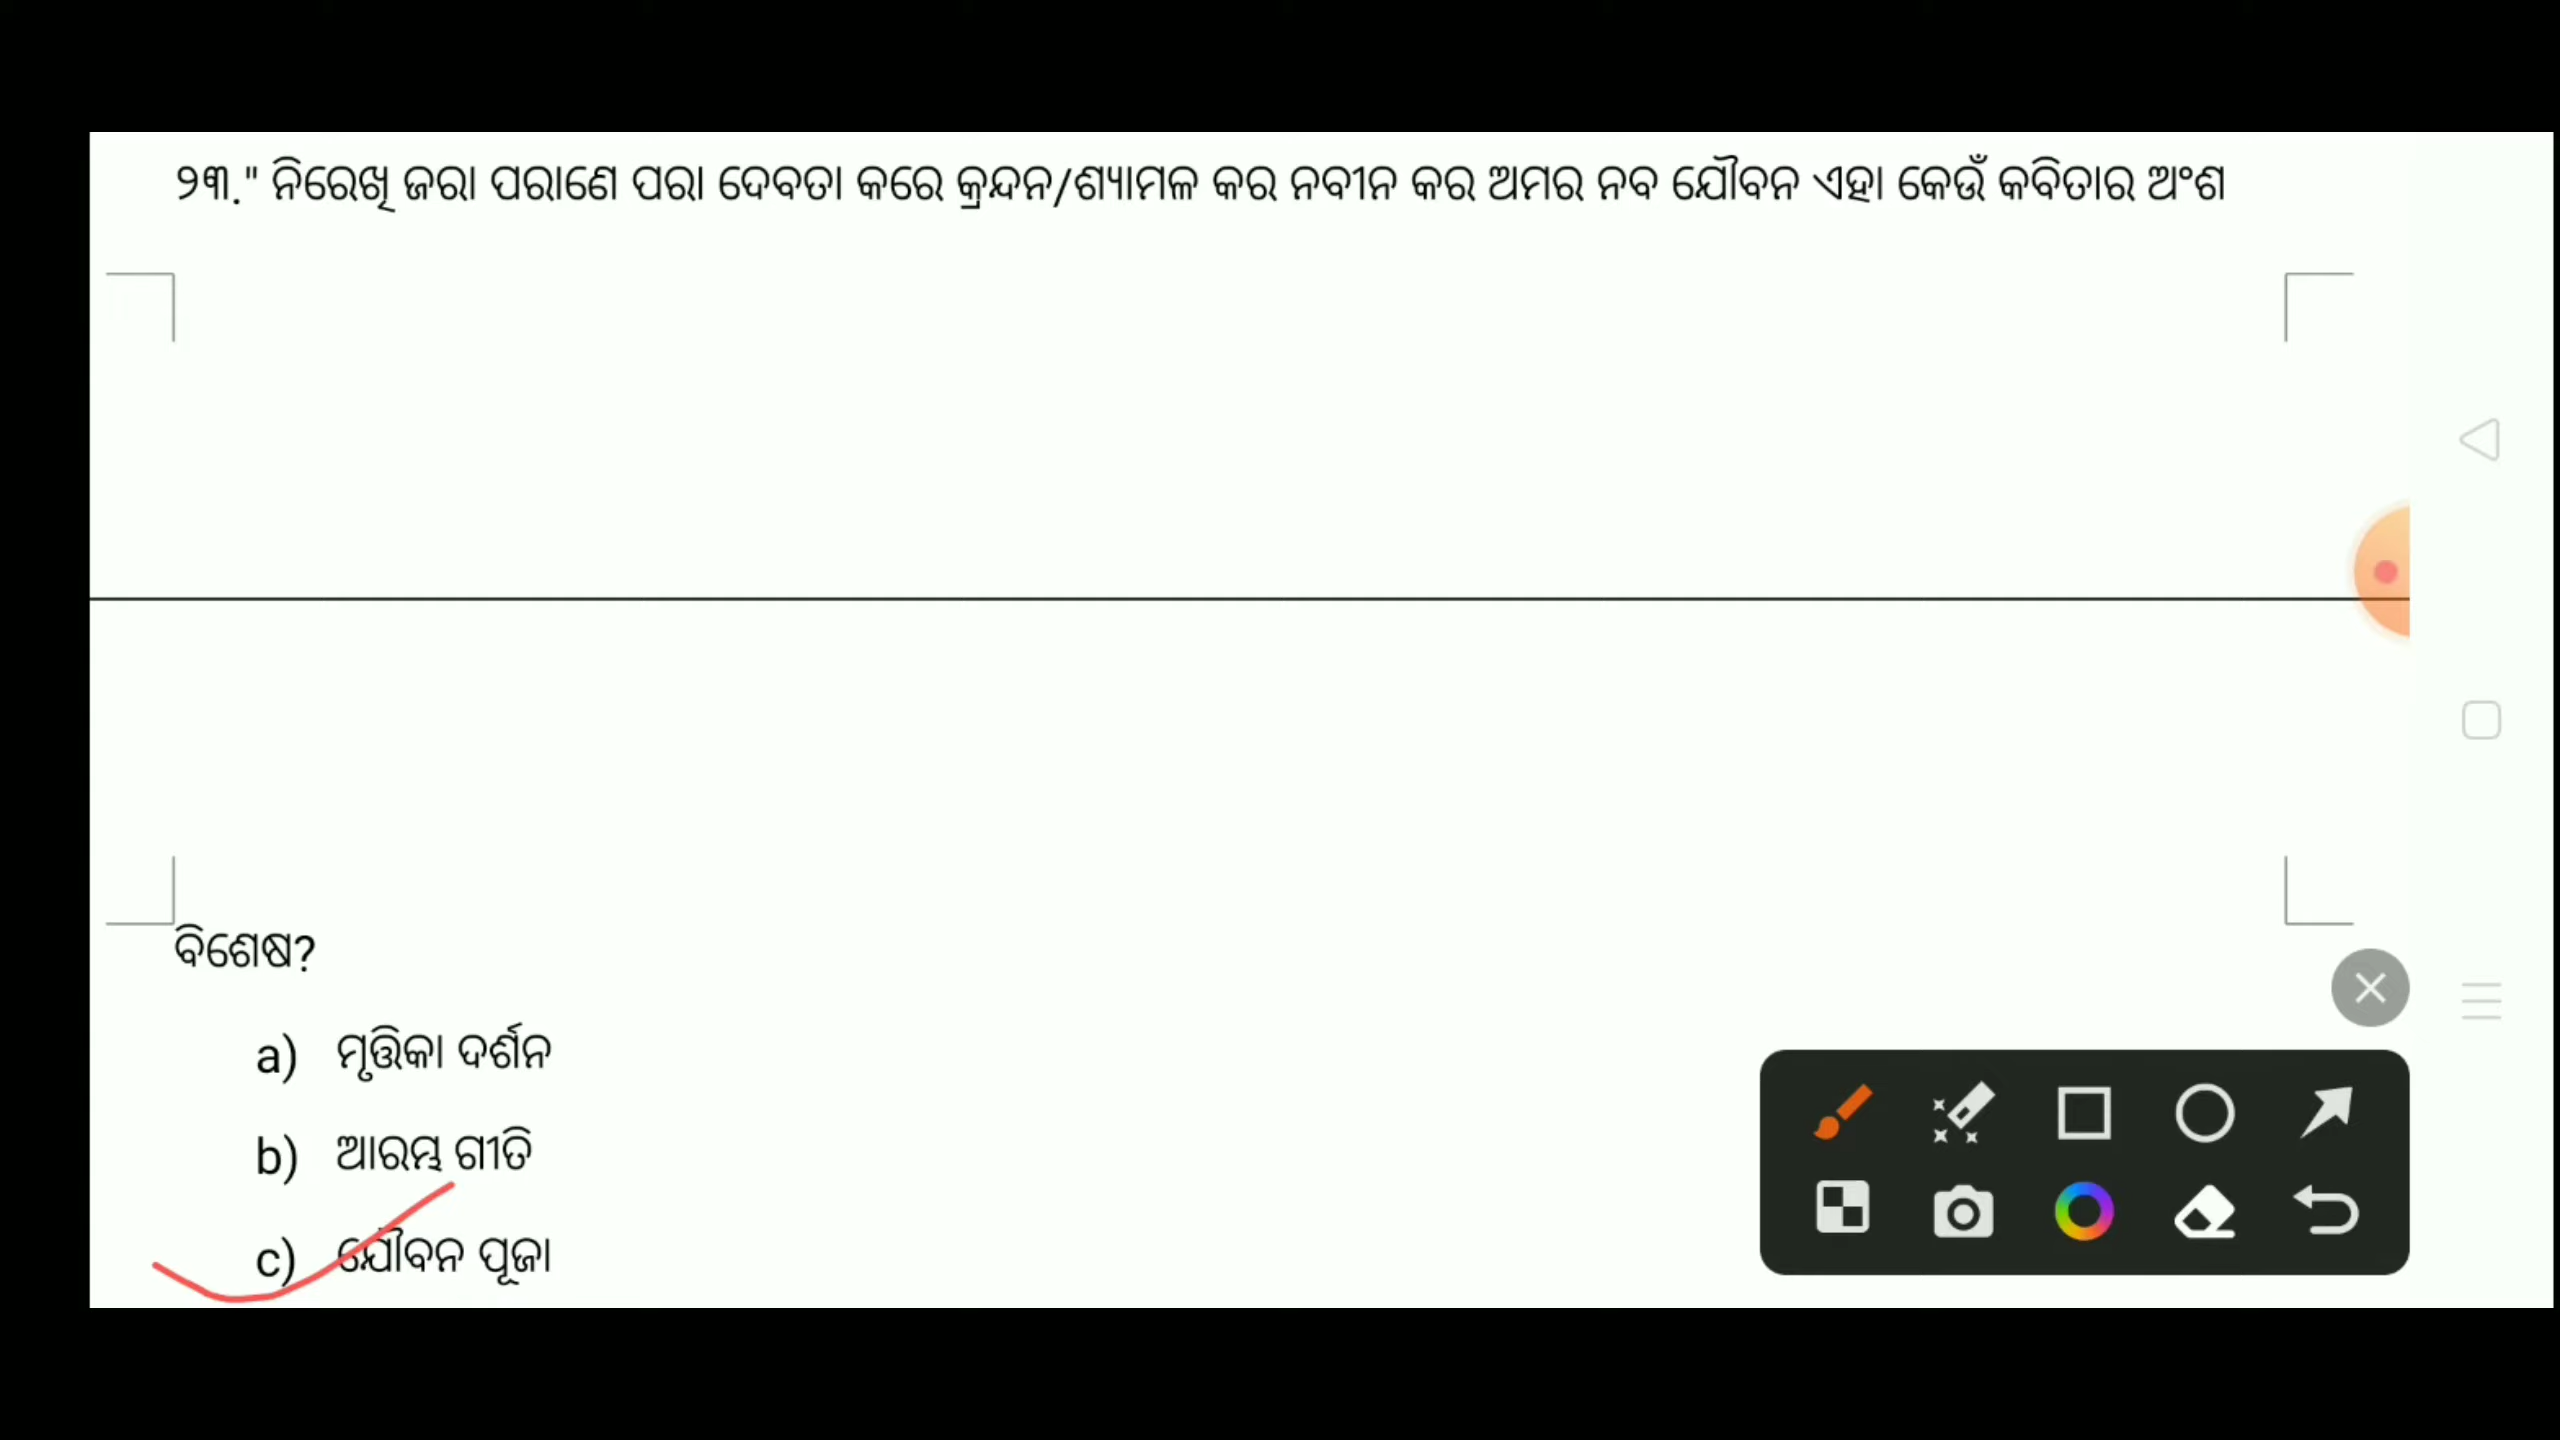 ୨୩." ନିରେଖି ଜରା ପରାଣେ ପରା ଦେବତା କରେ କ୍ରନ୍ଦନ/ଶ୍ୟାମଳ କର ନବୀନ କର ଅମର ନବ ଯୌବନ ଏହା କେଉଁ କବିତାର ଅଂଶ
ବିଶେଷ?
a) ମୃତ୍ତିକା ଦର୍ଶନ
b) ଆରମ୍ଭ ଗୀତି
c) ଯୌବନ ପୂଜା